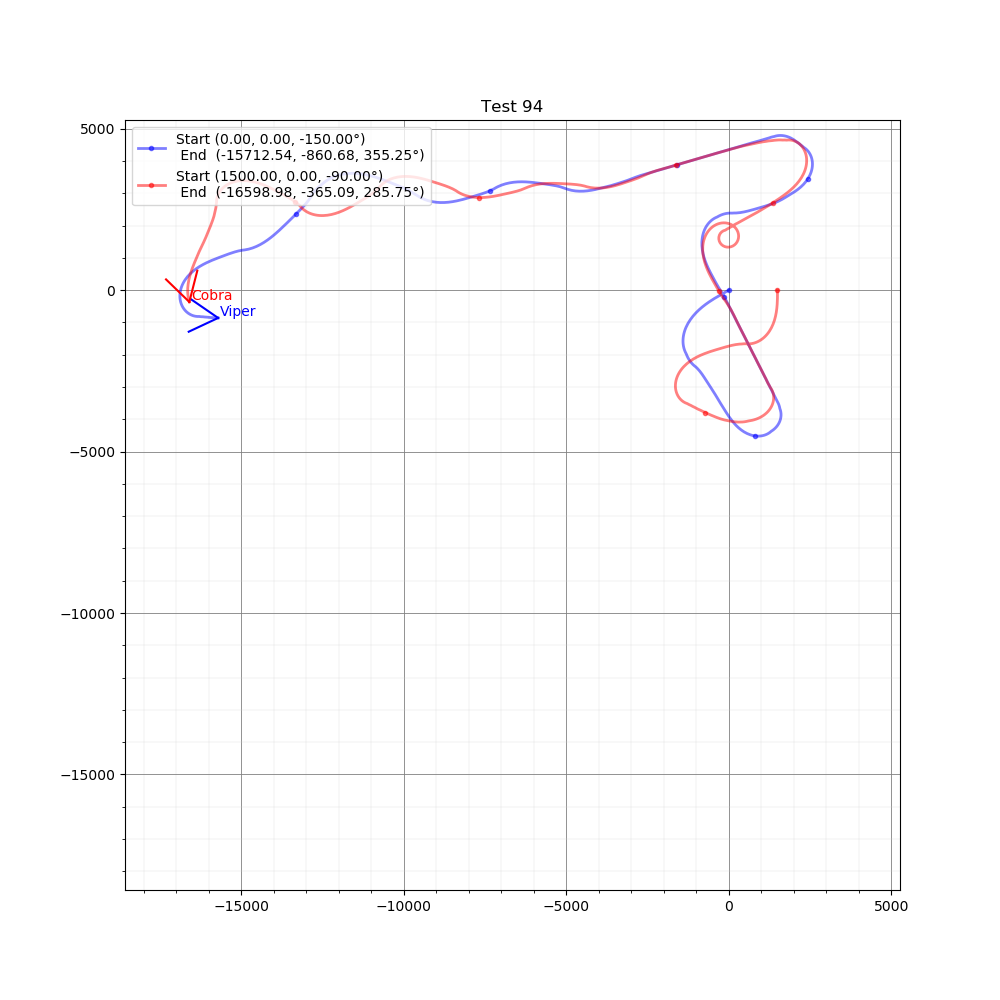 Test 94
Start (0.00, 0.00, -150.00°)
End (-15712.54, -860.68, 355.25°)
Start (1500.00, 0.00, -90.00°)
End (-16598.98, -365.09, 285.75°)
5000
0
−5000
−10000
−15000
Cobra
Viper
−15000 −10000 −5000 0 5000